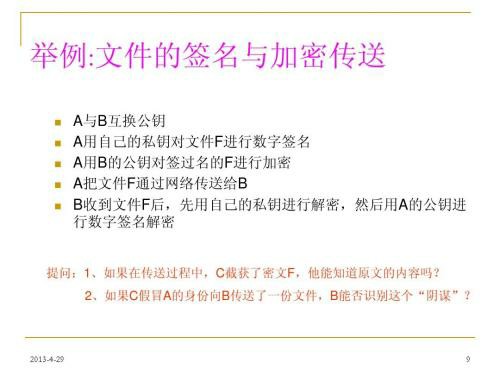 举例:文件的签名与加密传送
A与B互换公钥
A用自己的私钥对文件F进行数字签名
A用B的公钥对签过名的F进行加密
A把文件F通过网络传送给B
B收到文件F后，先用自己的私钥进行解密，然后用A的公钥进
行数字签名解密
提问：1、如果在传送过程中，C截获了密文F，他能知道原文的内容吗？
2、如果C假冒A的身份向B传送了一份文件，B能否识别这个“阴谋”？
2013-4-29
9